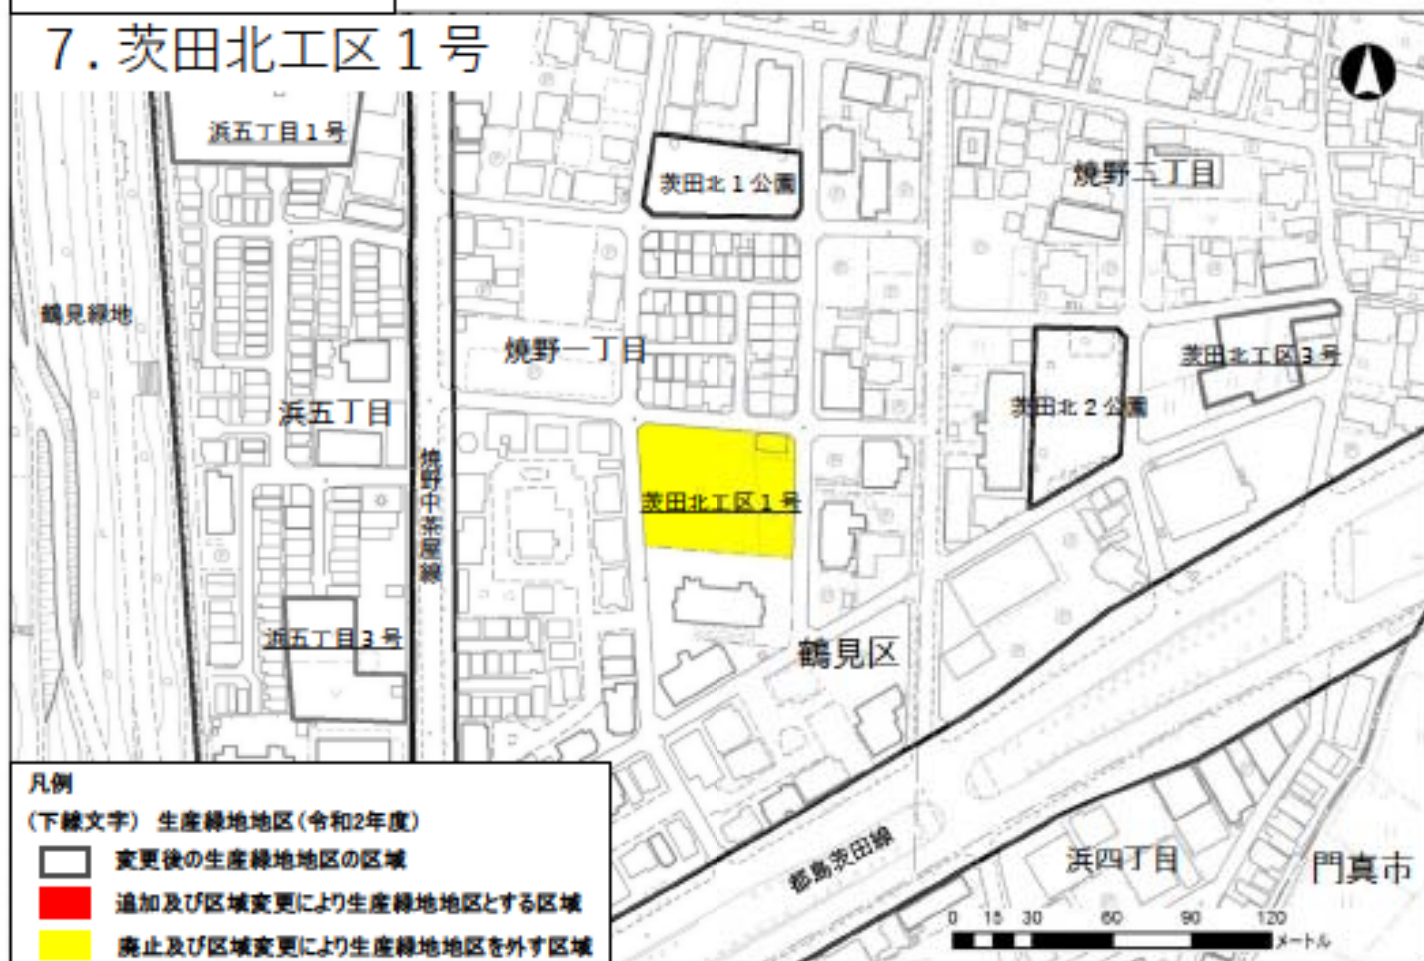 7．茨田北工区１号
浜五丁目１号
茨田北１公園
焼野二丁目
鶴見緑地
焼野一丁目
茨田北工区３号
浜五丁目
茨田北２公園
焼野中茶屋線
茨田北工区１号
浜五丁目３号
鶴見区
都島茨田線
浜四丁目
門真市
0 15 30 60 90 120
メートル
凡例
（下線文字） 生産緑地地区（令和2年度）
変更後の生産緑地地区の区域
追加及び区域変更により生産緑地地区とする区域
廃止及び区域変更により生産緑地地区を外す区域